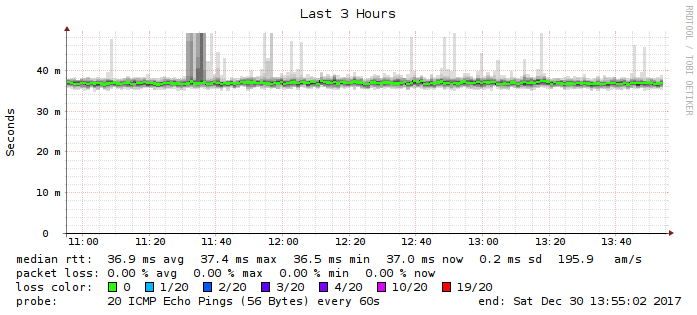 Last 3 Hours
RRDTOOL / TOBI OETIKER
Seconds
40 m
30 m
20 m
10 m
0
11:00 11:20 11:40 12:00 12:20 12:40 13:00 13:20 13:40
median rtt: 36.9 ms avg 37.4 ms max 36.5 ms min 37.0 ms now 0.2 ms sd 195.9 am/s
packet loss: 0.00 % avg 0.00 % max 0.00 % min 0.00 % now
loss color: 0 1/20 2/20 3/20 4/20 10/20 19/20
probe: 20 ICMP Echo Pings (56 Bytes) every 60s end: Sat Dec 30 13:55:02 2017